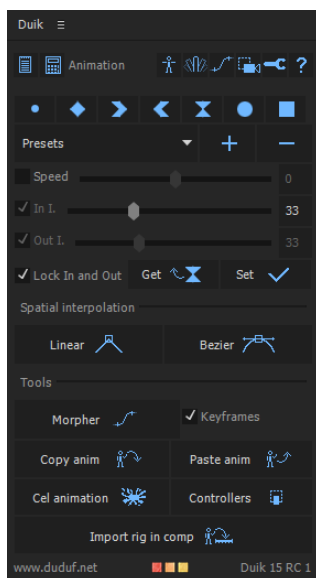 Duik
Animation ?
Presets
Speed 0
In I. 33
Out I. 33
Lock In and Out Get Set
Spatial interpolation
Linear Bezier
Tools
Morpher Keyframes
Copy anim Paste anim
Cel animation Controllers
Import rig in comp
www.duduf.net Duik 15 RC 1